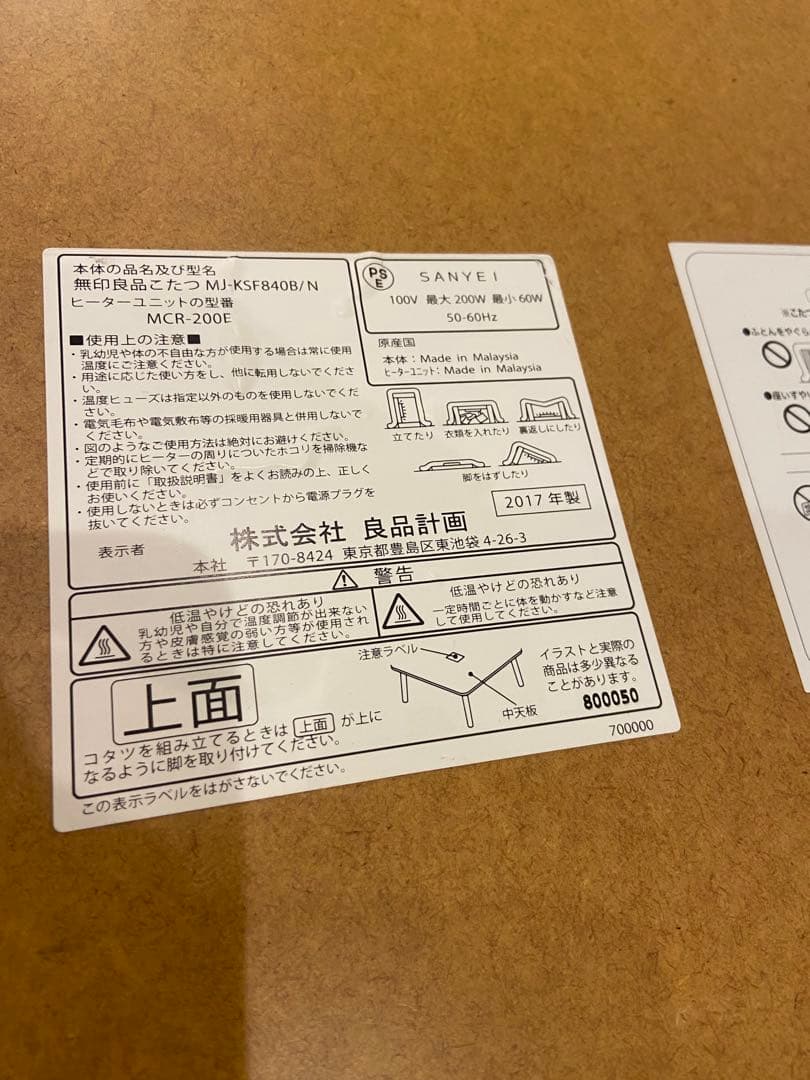 本体の品名及び型名
無印良品こたつ MJ-KSF840B/N
ヒーターユニットの型番
MCR-200E
■使用上の注意■
・乳幼児や体の不自由な方が使用する場合は常に使用
温度にご注意ください。
・用途に応じた使い方をし、他に転用しないでくださ
い。
・温度ヒューズは指定以外のものを使用しないでくだ
さい。
・電気毛布や電気敷布等の採暖用器具と併用しないで
ください。
・図のようなご使用方法は絶対にお避けください。
・定期的にヒーターの周りについたホコリを掃除機な
どで取り除いてください。
・使用前に「取扱説明書」をよくお読みの上、正しく
お使いください。
・使用しないときは必ずコンセントから電源プラグを
抜いてください。
PS
E
SANYEI
100V 最大 200W 最小 60W
50-60Hz
原産国
本体：Made in Malaysia
ヒーターユニット：Made in Malaysia
立てたり 衣類を入れたり 裏返しにしたり
脚をはずしたり
2017 年製
表示者
株式会社 良品計画
本社 〒170-8424 東京都豊島区東池袋 4-26-3
警告
低温やけどの恐れあり
乳幼児や自分で温度調節が出来ない
方や皮膚感覚の弱い方等が使用され
るときは特に注意してください。
低温やけどの恐れあり
一定時間ごとに体を動かすなど注意
して使用してください。
上面
コタツを組み立てるときは 上面 が上に
なるように脚を取り付けてください。
注意ラベル
中天板
イラストと実際の
商品は多少異なる
ことがあります。
800050
700000
この表示ラベルをはがさないでください。
※こたつ
●ふとんをやぐら
●座いすや